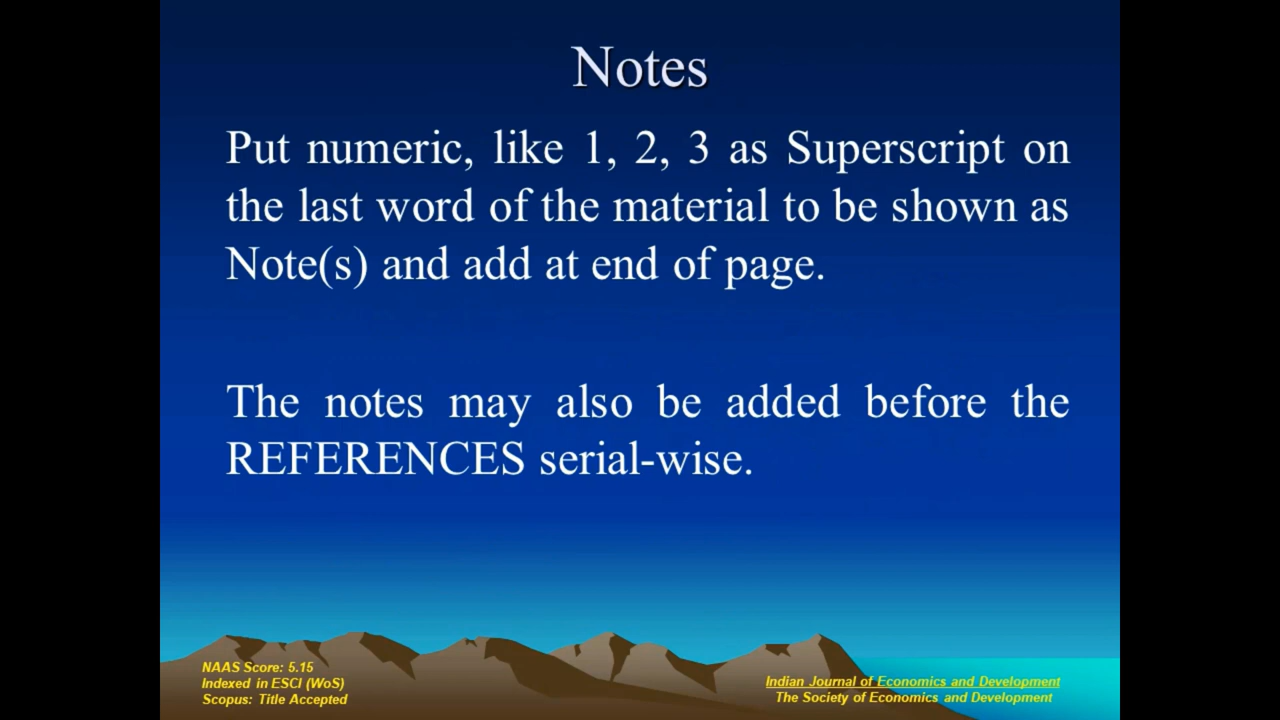 Notes
Put numeric, like 1, 2, 3 as Superscript on
the last word of the material to be shown as
Note(s) and add at end of page.
The notes may also be added before the
REFERENCES serial-wise.
NAAS Score: 5.15
Indexed in ESCI (WoS)
Scopus: Title Accepted
Indian Journal of Economics and Development
The Society of Economics and Development